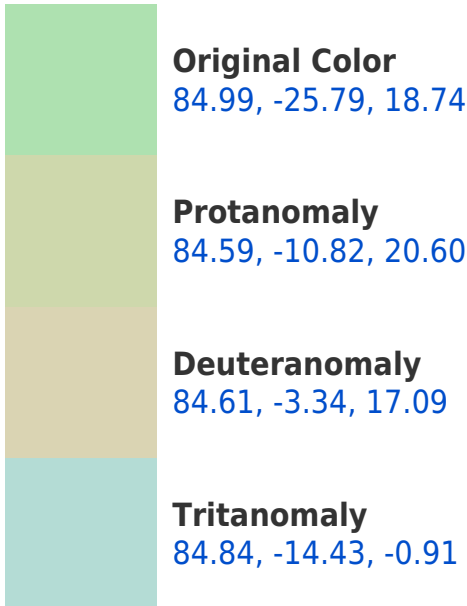 Original Color
84.99, -25.79, 18.74
Protanomaly
84.59, -10.82, 20.60
Deuteranomaly
84.61, -3.34, 17.09
Tritanomaly
84.84, -14.43, -0.91